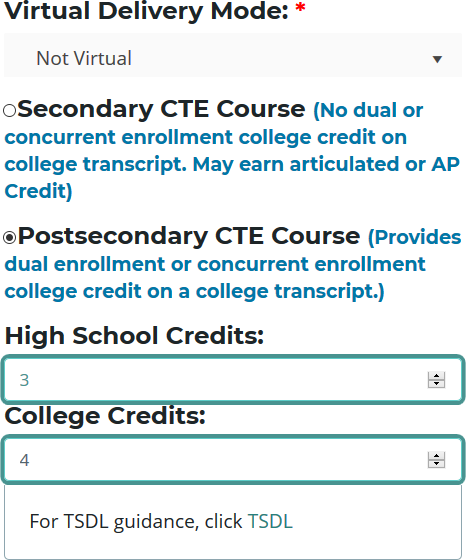 Virtual Delivery Mode: *
Not Virtual
Secondary CTE Course (No dual or
concurrent enrollment college credit on
college transcript. May earn articulated or AP
Credit)
Postsecondary CTE Course (Provides
dual enrollment or concurrent enrollment
college credit on a college transcript.)
High School Credits:
3
College Credits:
4
For TSDL guidance, click TSDL